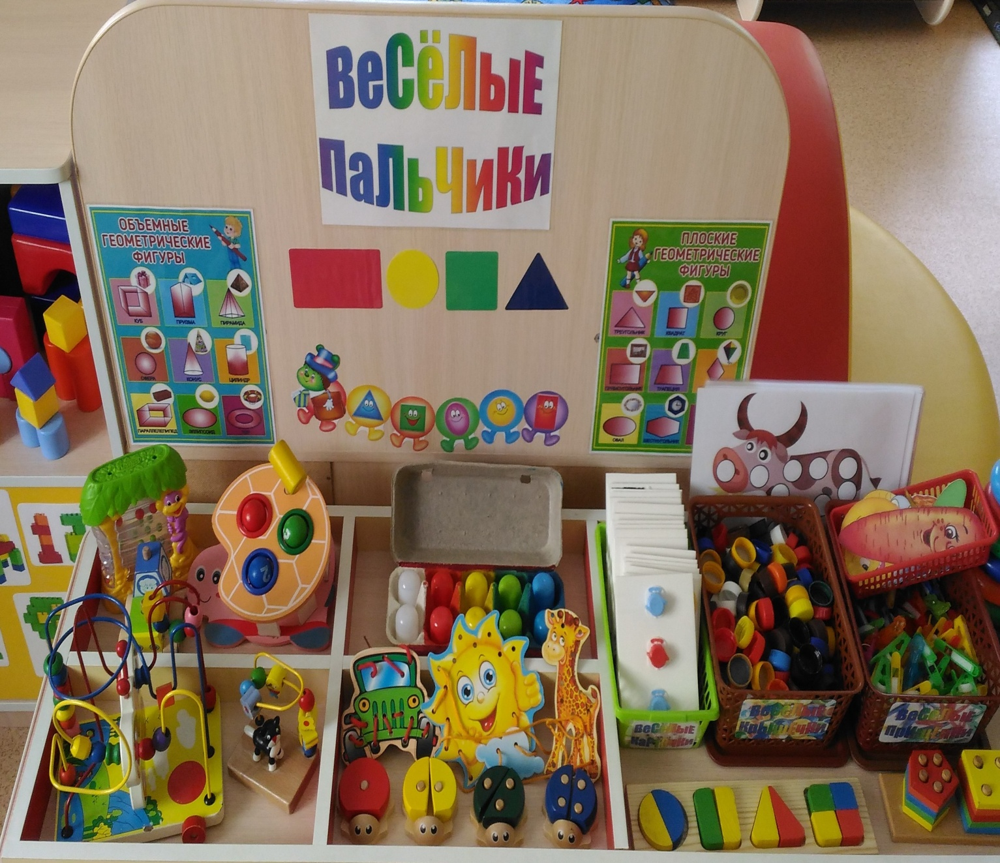 Весёлые
пальчики
ОБЪЕМНЫЕ
ГЕОМЕТРИЧЕСКИЕ
ФИГУРЫ
КУБ
ПРИЗМА
ПИРАМИДА
СФЕРА
КОНУС
ЦИЛИНДР
ПАРАЛЛЕЛЕПИПЕД
ЭЛЛИПСОИД
ПЛОСКИЕ
ГЕОМЕТРИЧЕСКИЕ
ФИГУРЫ
ТРЕУГОЛЬНИК
КВАДРАТ
КРУГ
ПРЯМОУГОЛЬНИК
ТРАПЕЦИЯ
ОВАЛ
ШЕСТИУГОЛЬНИК
2
Весёлые
Весёлые
Весёлые